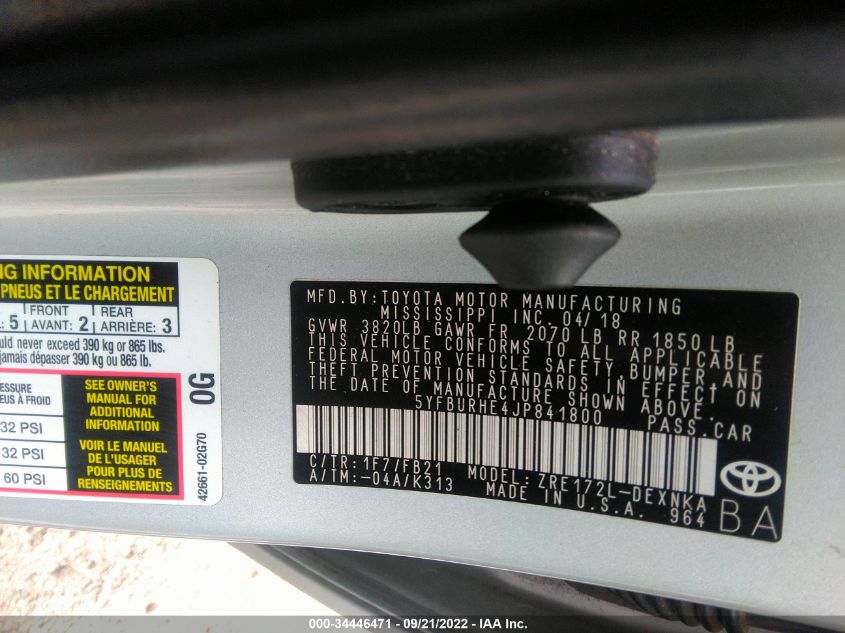 NG INFORMATION
PNEUS ET LE CHARGEMENT
: 5 FRONT AVANT: 2 REAR ARRIÈRE: 3
uld never exceed 390 kg or 865 lbs.
jamais dépasser 390 kg ou 865 lb.
ESSURE
EUS À FROID
32 PSI
32 PSI
60 PSI
SEE OWNER'S
MANUAL FOR
ADDITIONAL
INFORMATION
VOIR LE MANUEL
DE L'USAGER
POUR PLUS DE
RENSEIGNEMENTS
0G
42661-02G70
MFD.BY:TOYOTA MOTOR MANUFACTURING
MISSISSIPPI INC. 04/18
GVWR 3820LB GAWR FR 2070 LB RR 1850 LB
THIS VEHICLE CONFORMS TO ALL APPLICABLE
FEDERAL MOTOR VEHICLE SAFETY, BUMPER, AND
THEFT PREVENTION STANDARDS IN EFFECT ON
THE DATE OF MANUFACTURE SHOWN ABOVE.
5YFBURHE4JP841800 PASS.CAR
C/TR:1F77/FB21 MODEL: ZRE172L-DEXNKA
A/TM:-04A/K313 MADE IN U.S.A. 964
TOYOTA
BA
000-34446471 - 09/21/2022 - IAA Inc.